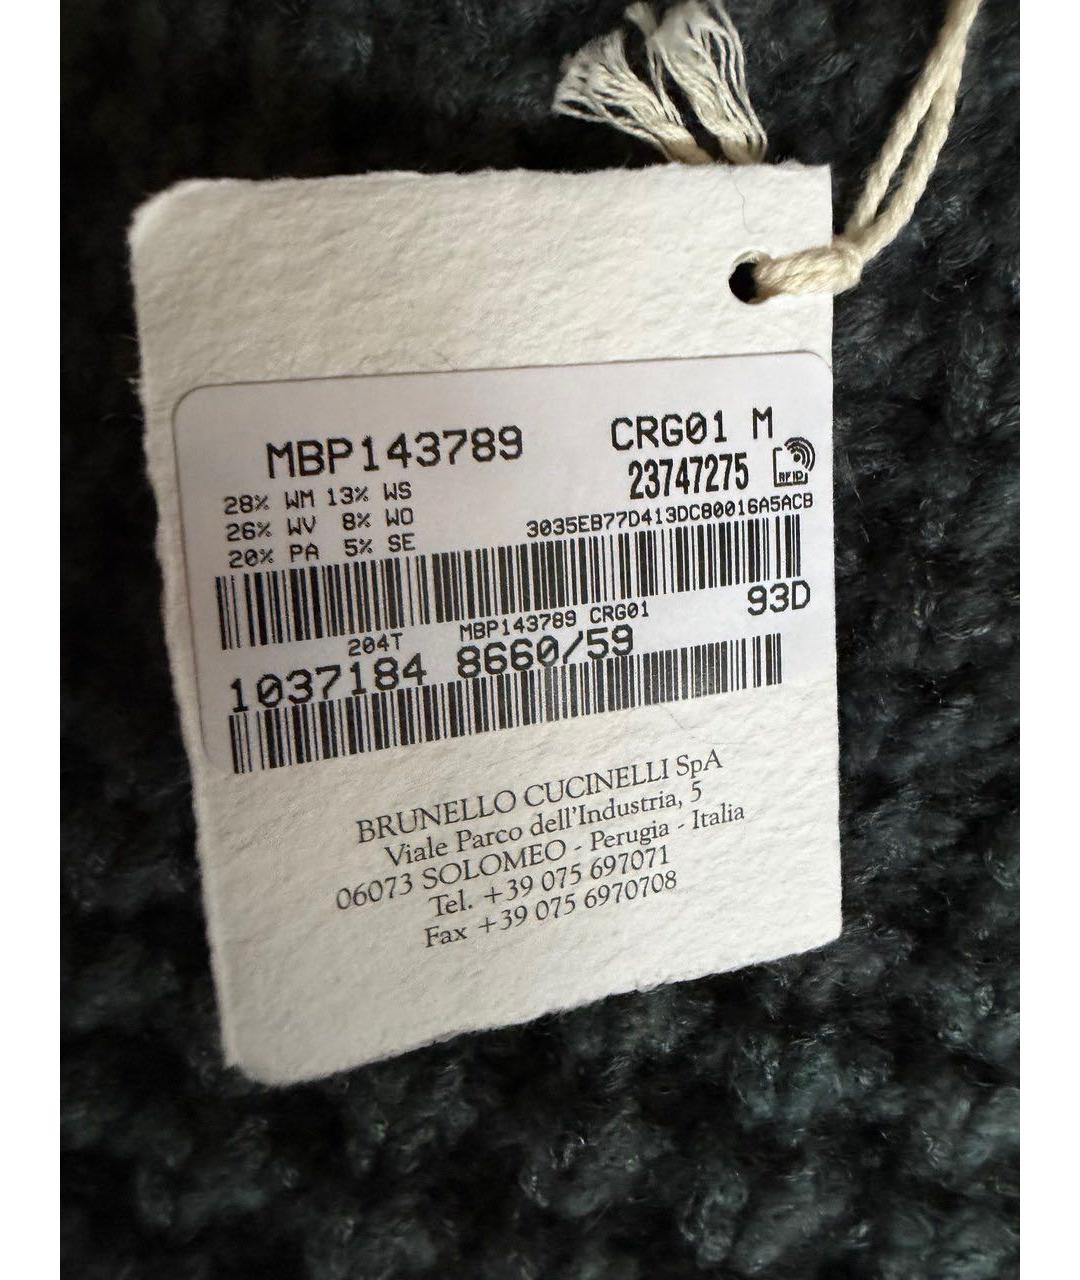 MBP143789 CRG01 M
23747275 RFID
28% WM 13% WS
26% WV 8% WO
20% PA 5% SE
3035EB77D413DC80016A5ACB
93D
204T MBP143789 CRG01
1037184 8660/59
BRUNELLO CUCINELLI SpA
Viale Parco dell'Industria, 5
06073 SOLOMEO - Perugia - Italia
Tel. +39 075 697071
Fax +39 075 6970708